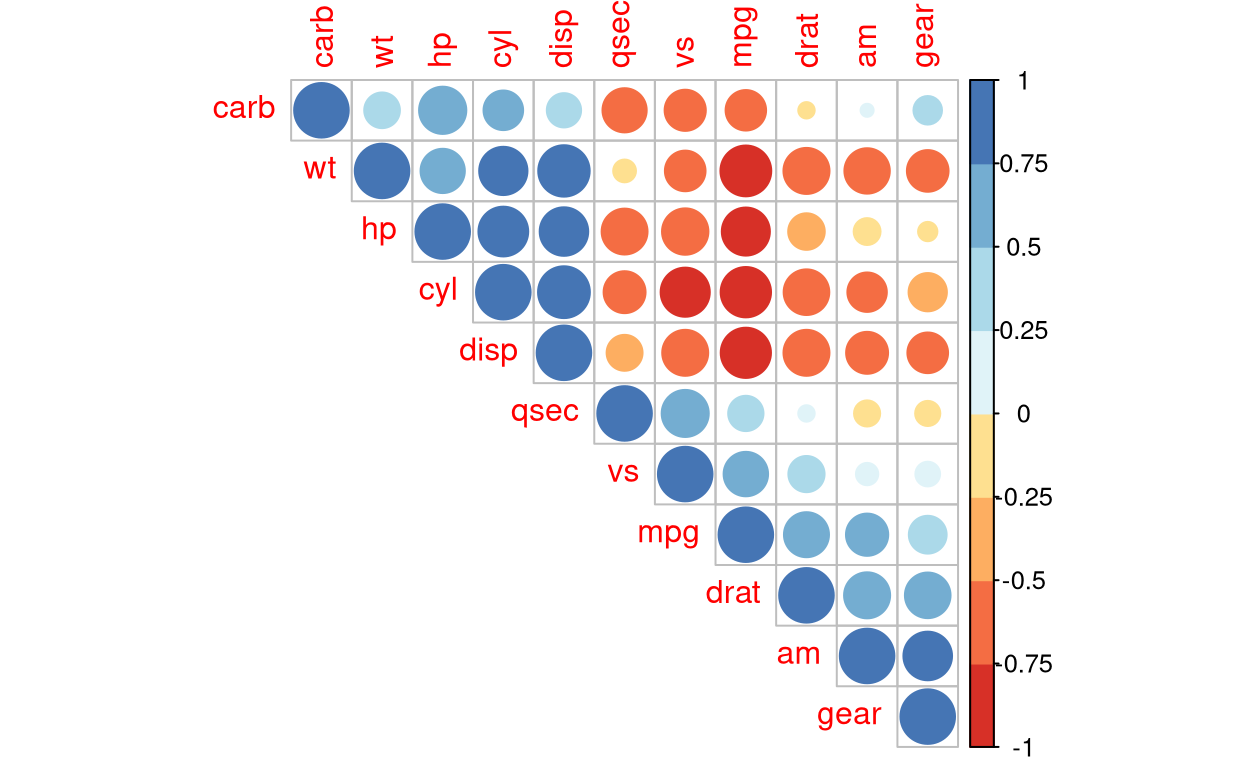 carb wt hp cyl disp qsec vs mpg drat am gear
carb
wt
hp
cyl
disp
qsec
vs
mpg
drat
am
gear
1
0.75
0.5
0.25
0
-0.25
-0.5
-0.75
-1